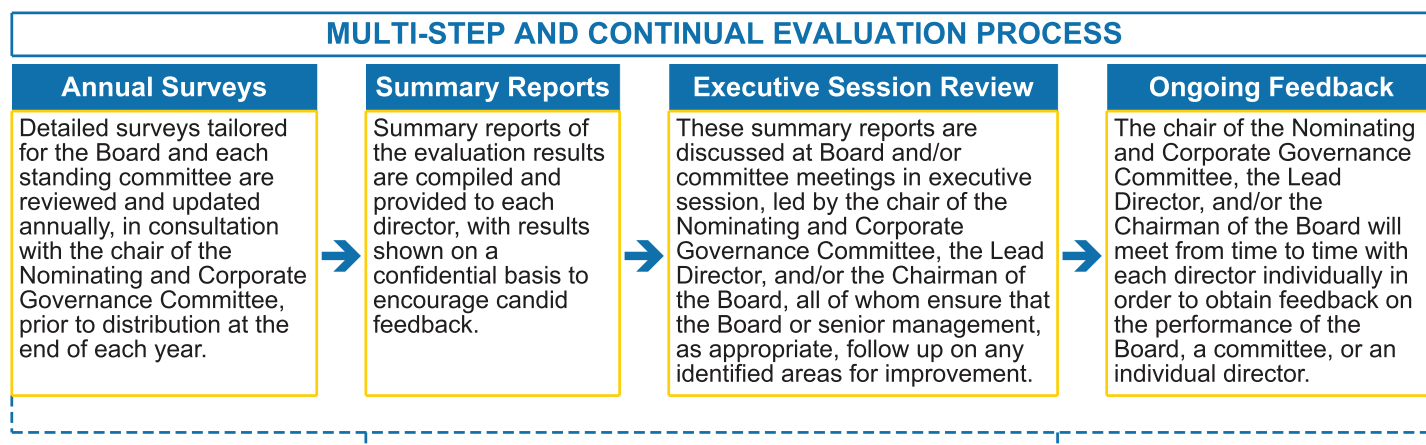 MULTI-STEP AND CONTINUAL EVALUATION PROCESS
Annual Surveys
Detailed surveys tailored
for the Board and each
standing committee are
reviewed and updated
annually, in consultation
with the chair of the
Nominating and Corporate
Governance Committee,
prior to distribution at the
end of each year.
Summary Reports
Summary reports of
the evaluation results
are compiled and
provided to each
director, with results
shown on a
confidential basis to
encourage candid
feedback.
Executive Session Review
These summary reports are
discussed at Board and/or
committee meetings in executive
session, led by the chair of the
Nominating and Corporate
Governance Committee, the Lead
Director, and/or the Chairman of
the Board, all of whom ensure that
the Board or senior management,
as appropriate, follow up on any
identified areas for improvement.
Ongoing Feedback
The chair of the Nominating
and Corporate Governance
Committee, the Lead
Director, and/or the
Chairman of the Board will
meet from time to time with
each director individually in
order to obtain feedback on
the performance of the
Board, a committee, or an
individual director.